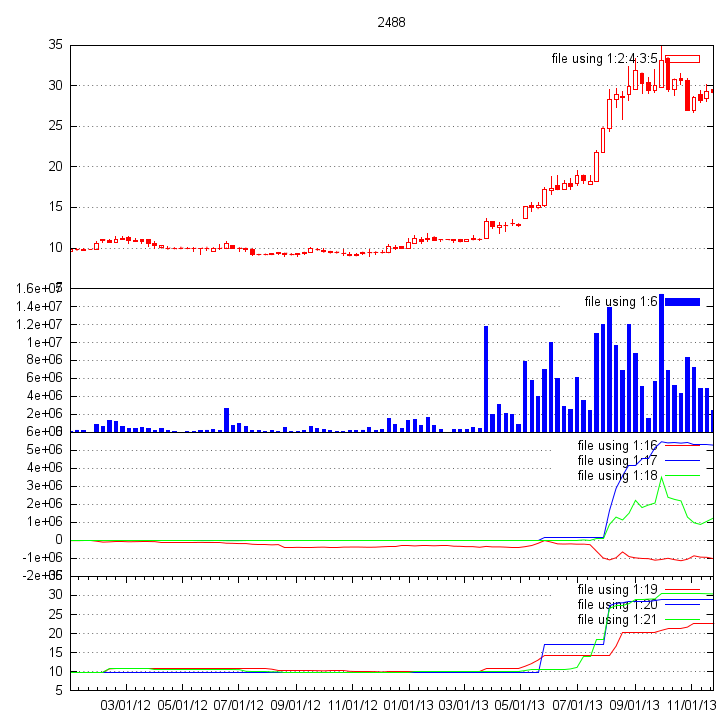 2488
35
file using 1:2:4:3:5
30
25
20
15
10
1.6e+07
file using 1:6
1.4e+07
1.2e+07
1e+07
8e+06
6e+06
4e+06
2e+06
6e+06
file using 1:16
5e+06
file using 1:17
4e+06
file using 1:18
3e+06
2e+06
1e+06
0
-1e+06
-2e+06
file using 1:19
30
file using 1:20
25
file using 1:21
20
15
10
5
03/01/12 05/01/12 07/01/12 09/01/12 11/01/12 01/01/13 03/01/13 05/01/13 07/01/13 09/01/13 11/01/13